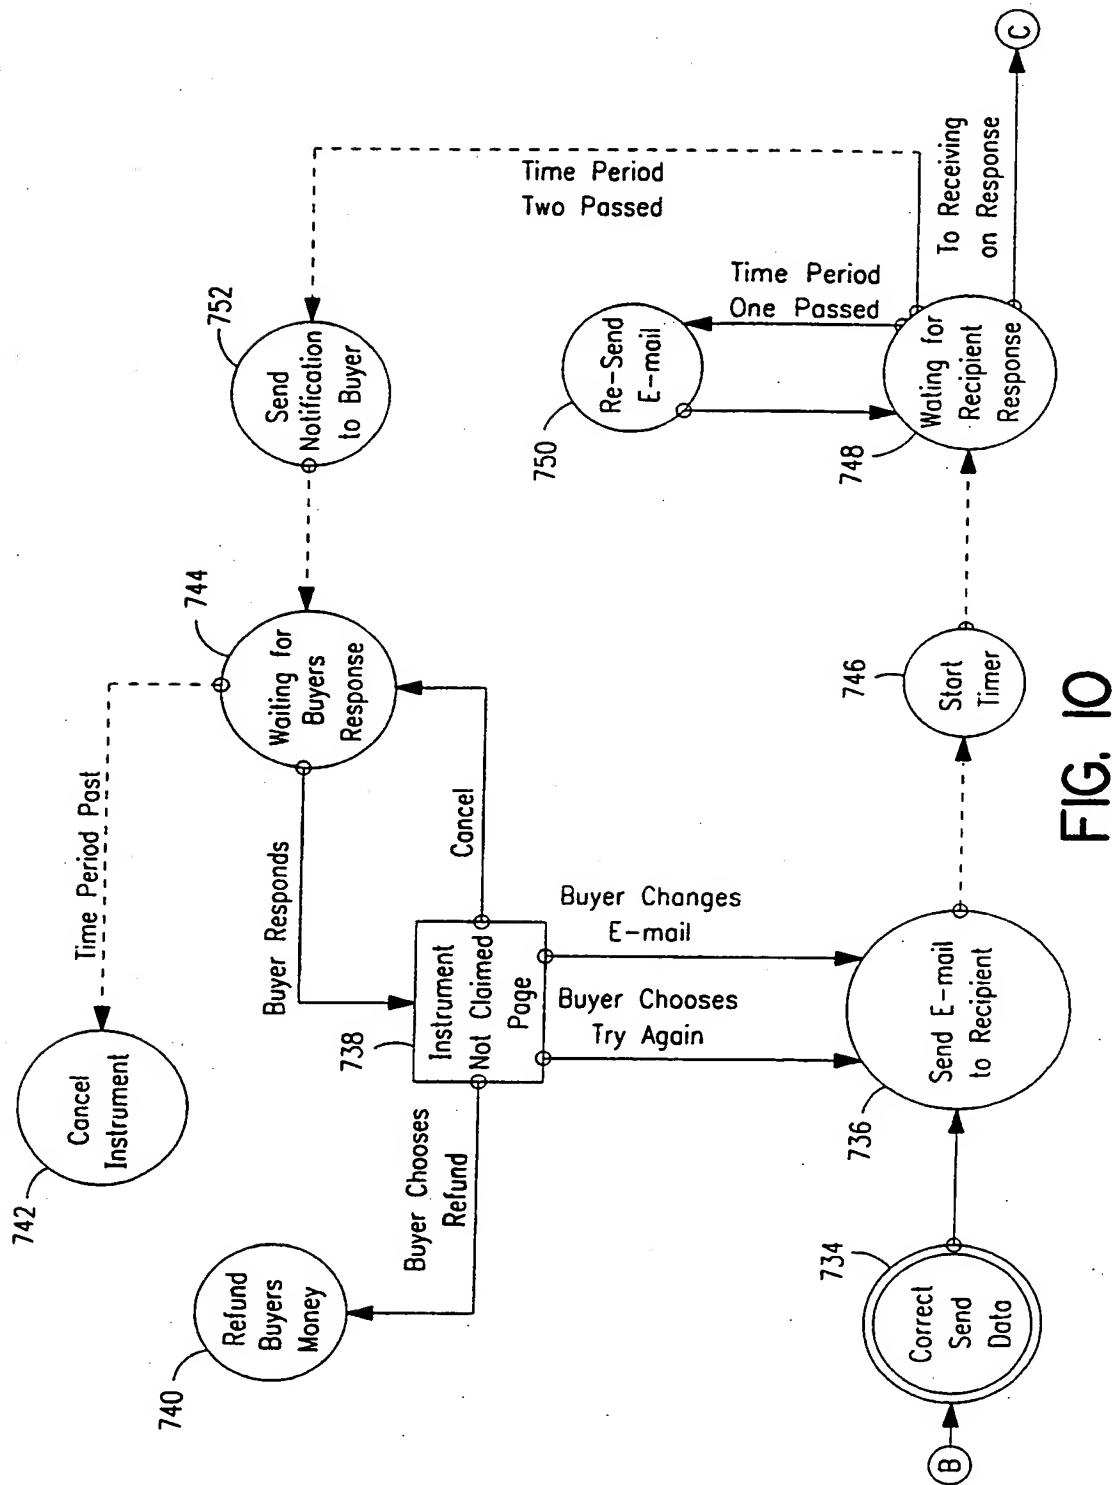 742
Cancel
Instrument
Time Period Past
744
Waiting for
Buyers
Response
752
Send
Notification
to Buyer
Time Period
Two Passed
740
Refund
Buyers
Money
Buyer Chooses
Refund
Buyer Responds
738
Instrument
Not Claimed
Page
Cancel
Buyer Chooses
Try Again
Buyer Changes
E-mail
750
Re-Send
E-mail
Time Period
One Passed
B
734
Correct
Send
Data
736
Send E-mail
to Recipient
746
Start
Timer
748
Wating for
Recipient
Response
To Receiving
on Response
C
FIG. 10